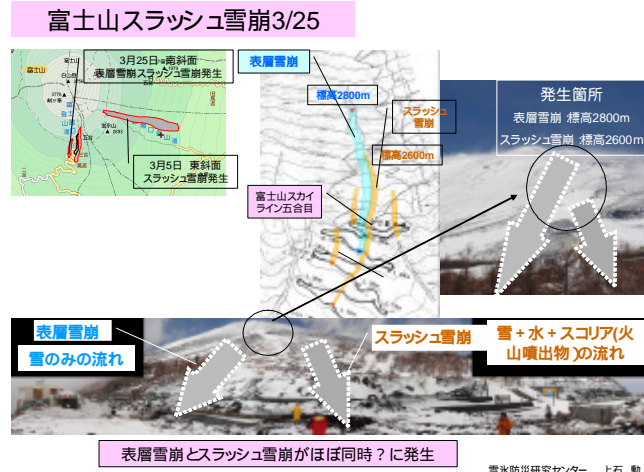 富士山スラッシュ雪崩3/25
3月25日 南斜面
表層雪崩スラッシュ雪崩発生
富士山
3月5日 東斜面
スラッシュ雪崩発生
表層雪崩
標高2800m
スラッシュ
雪崩
標高2600m
富士山スカイ
ライン五合目
発生箇所
表層雪崩:標高2800m
スラッシュ雪崩:標高2600m
表層雪崩
雪のみの流れ
スラッシュ雪崩
雪+水+スコリア(火
山噴出物)の流れ
表層雪崩とスラッシュ雪崩がほぼ同時?に発生
雪氷防災研究センター 上石 勲